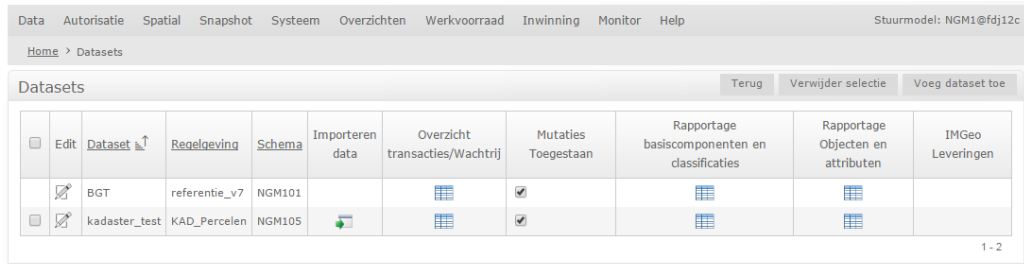 Data Autorisatie Spatial Snapshot Systeem Overzichten Werkvoorraad Inwinning Monitor Help Stuurmodel: NGM1@fdj12c
Home > Datasets
Datasets Terug Verwijder selectie Voeg dataset toe
Edit Dataset Regelgeving Schema Importeren data Overzicht transacties/Wachtrij Mutaties Toegestaan Rapportage basiscomponenten en classificaties Rapportage Objecten en attributen IMGeo Leveringen
BGT referentie_v7 NGM101
kadaster_test KAD_Percelen NGM105
1 - 2